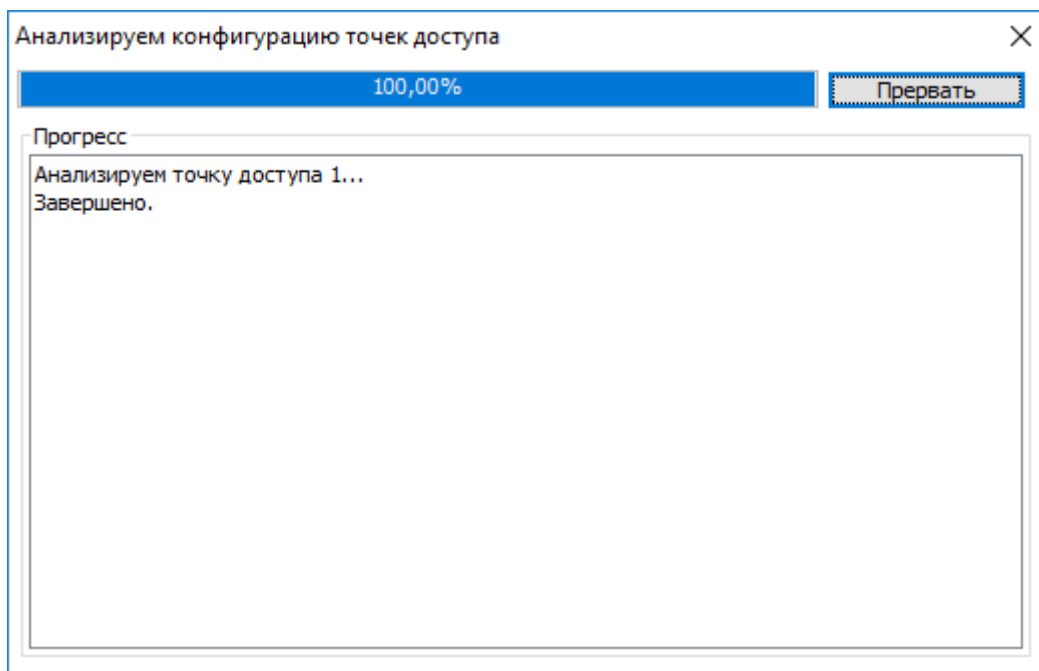 Анализируем конфигурацию точек доступа
100,00%
Прервать
Прогресс
Анализируем точку доступа 1...
Завершено.